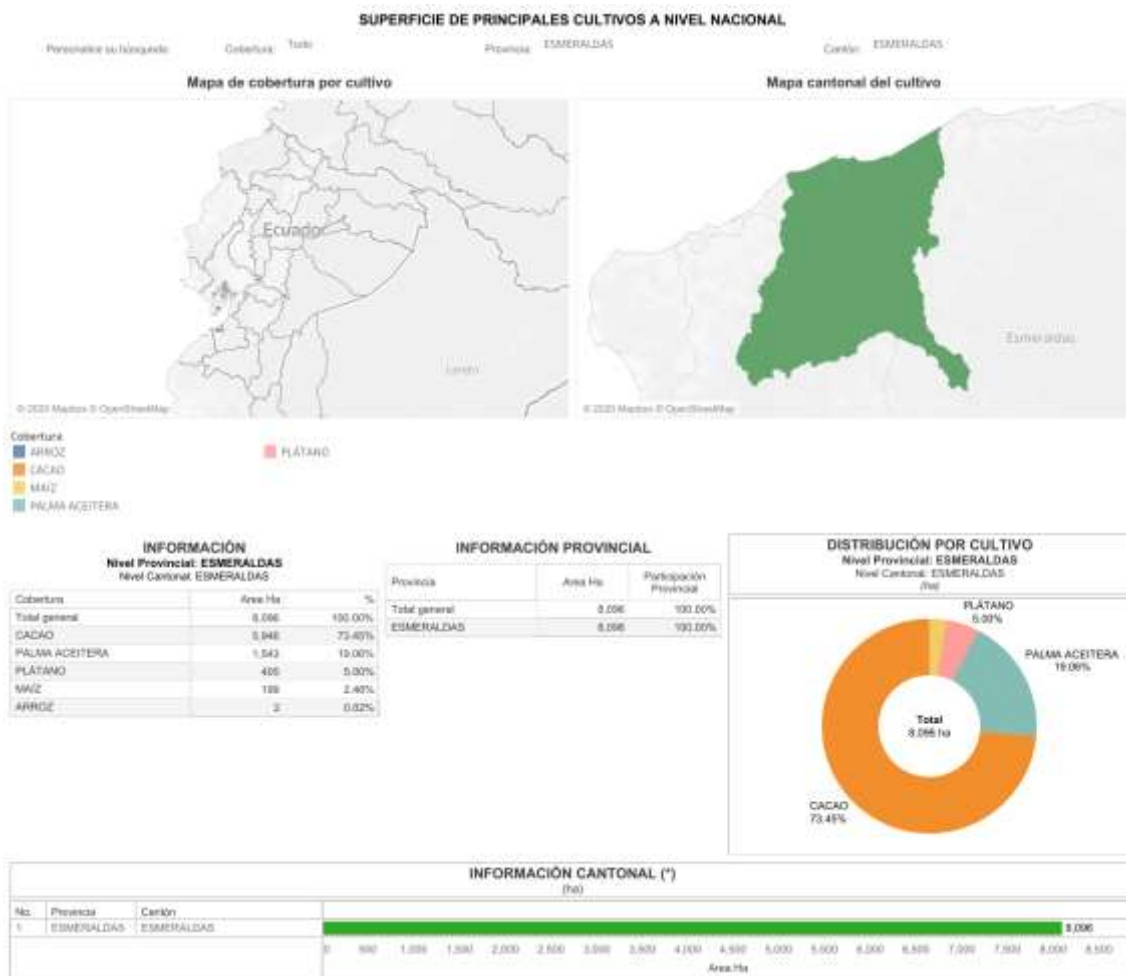 SUPERFICIE DE PRINCIPALES CULTIVOS A NIVEL NACIONAL
Personalice su búsqueda: Cobertura: Todo Provincia: ESMERALDAS Cantón: ESMERALDAS
Mapa de cobertura por cultivo
Mapa cantonal del cultivo
Ecuador
Loreto
Esmeraldas
© 2020 Mapbox © OpenStreetMap
© 2020 Mapbox © OpenStreetMap
Cobertura
ARROZ
CACAO
MAÍZ
PALMA ACEITERA
PLÁTANO
INFORMACIÓN
Nivel Provincial: ESMERALDAS
Nivel Cantonal: ESMERALDAS
Cobertura Area Ha %
Total general 8,096 100.00%
CACAO 73.45%
PALMA ACEITERA 1,543 19.06%
PLÁTANO 405 5.00%
MAÍZ 2.46%
ARROZ 2 0.02%
INFORMACIÓN PROVINCIAL
Provincia Area Ha Participación Provincial
Total general 8,096 100.00%
ESMERALDAS 8,096 100.00%
DISTRIBUCIÓN POR CULTIVO
Nivel Provincial: ESMERALDAS
Nivel Cantonal: ESMERALDAS
(ha)
PLÁTANO
5.00%
PALMA ACEITERA
19.06%
Total
8,096 ha
CACAO
73.45%
INFORMACIÓN CANTONAL (*)
(ha)
No. Provincia Cantón
1 ESMERALDAS ESMERALDAS 8,096
0 500 1,000 1,500 2,000 2,500 3,000 3,500 4,000 4,500 5,000 5,500 6,000 6,500 7,000 7,500 8,000 8,500
Area Ha